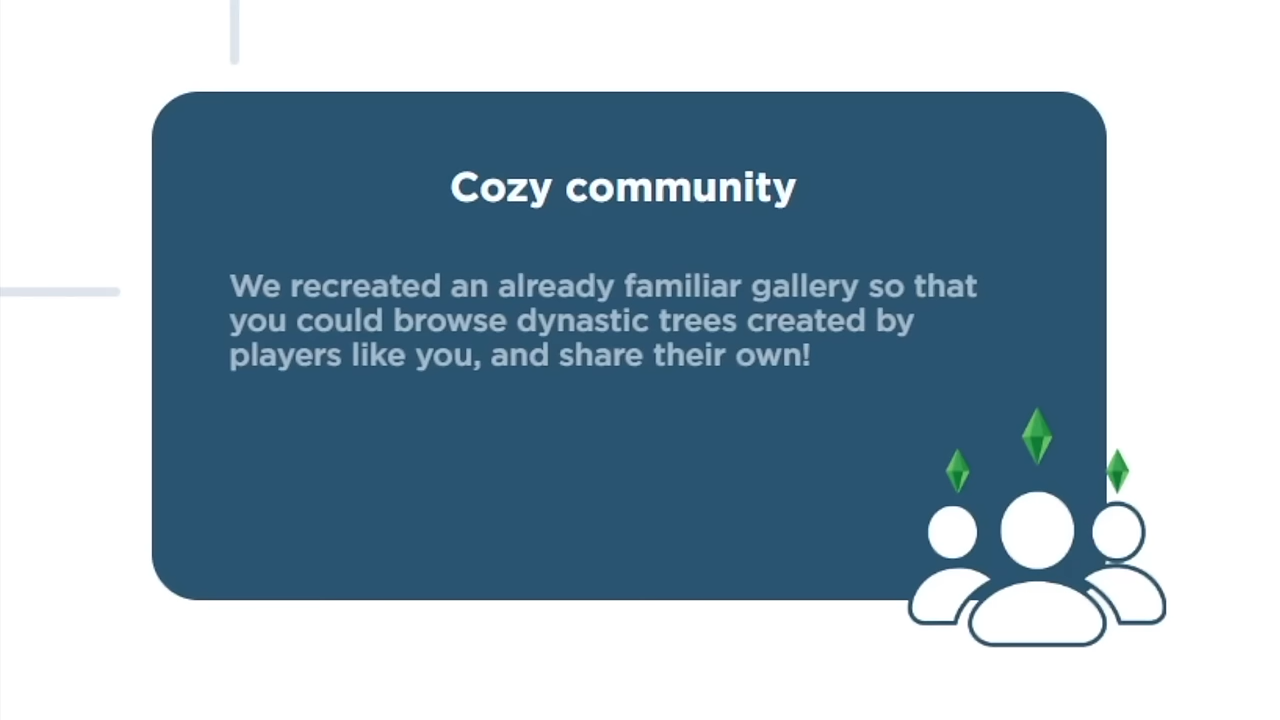 Cozy community
We recreated an already familiar gallery so that
you could browse dynastic trees created by
players like you, and share their own!